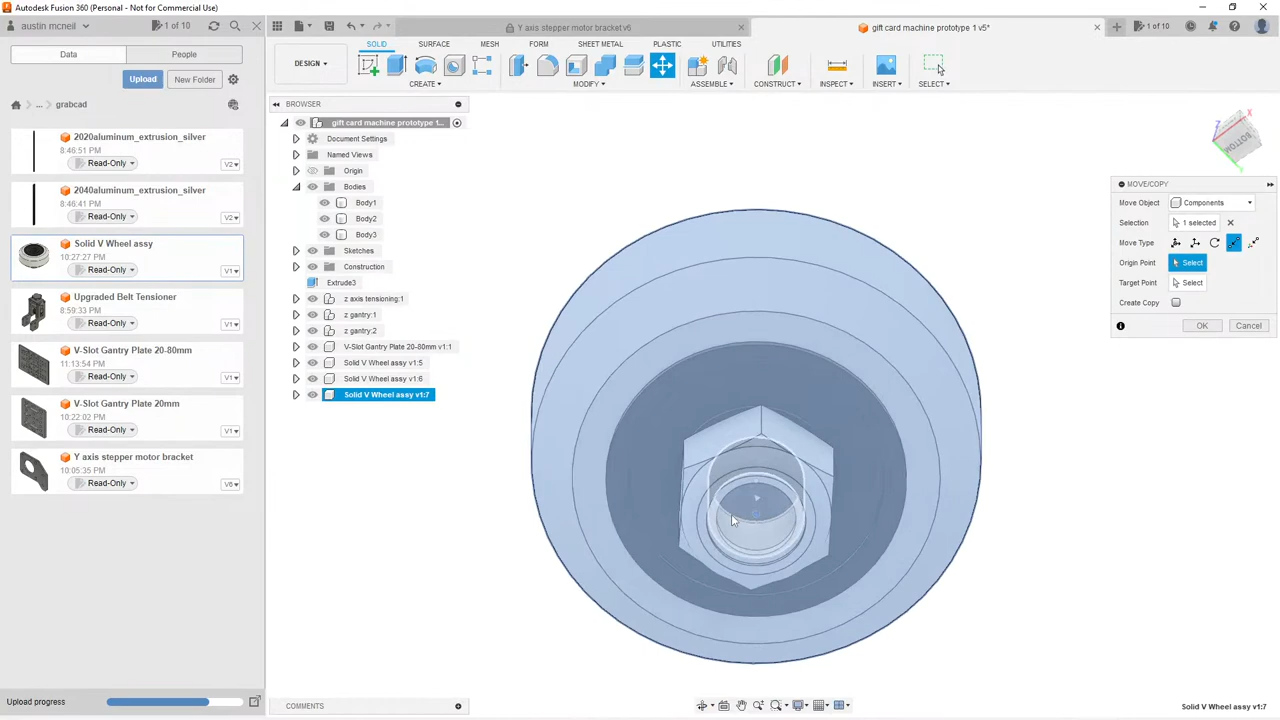 Autodesk Fusion 360 (Personal - Not for Commercial Use)
austin mcneil
1 of 10
Y axis stepper motor bracket v6
gift card machine prototype 1 v5*
1 of 10
Data
People
Upload
New Folder
... grabcad
2020aluminum_extrusion_silver
8:46:51 PM
Read-Only
V2
2040aluminum_extrusion_silver
8:46:41 PM
Read-Only
V2
Solid V Wheel assy
10:27:27 PM
Read-Only
V1
Upgraded Belt Tensioner
8:59:33 PM
Read-Only
V1
V-Slot Gantry Plate 20-80mm
11:13:54 PM
Read-Only
V1
V-Slot Gantry Plate 20mm
10:22:02 PM
Read-Only
V1
Y axis stepper motor bracket
10:05:35 PM
Read-Only
V6
Upload progress
DESIGN
SOLID SURFACE MESH FORM SHEET METAL PLASTIC UTILITIES
CREATE MODIFY ASSEMBLE CONSTRUCT INSPECT INSERT SELECT
BROWSER
gift card machine prototype 1...
Document Settings
Named Views
Origin
Bodies
Body1
Body2
Body3
Sketches
Construction
Extrude3
z axis tensioning:1
z gantry:1
z gantry:2
V-Slot Gantry Plate 20-80mm v1:1
Solid V Wheel assy v1:5
Solid V Wheel assy v1:6
Solid V Wheel assy v1:7
BOTTOM
X
Z
MOVE/COPY
Move Object Components
Selection 1 selected
Move Type
Origin Point Select
Target Point Select
Create Copy
OK Cancel
COMMENTS
Solid V Wheel assy v1:7